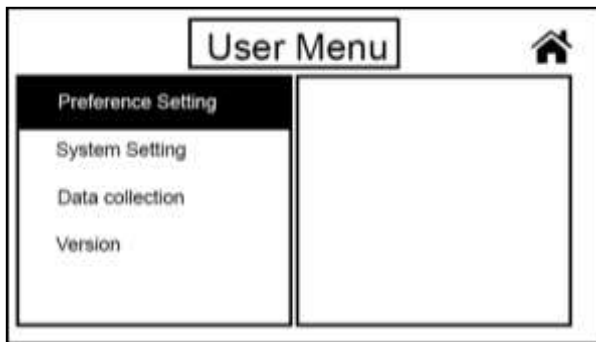 User Menu
Preference Setting
System Setting
Data collection
Version